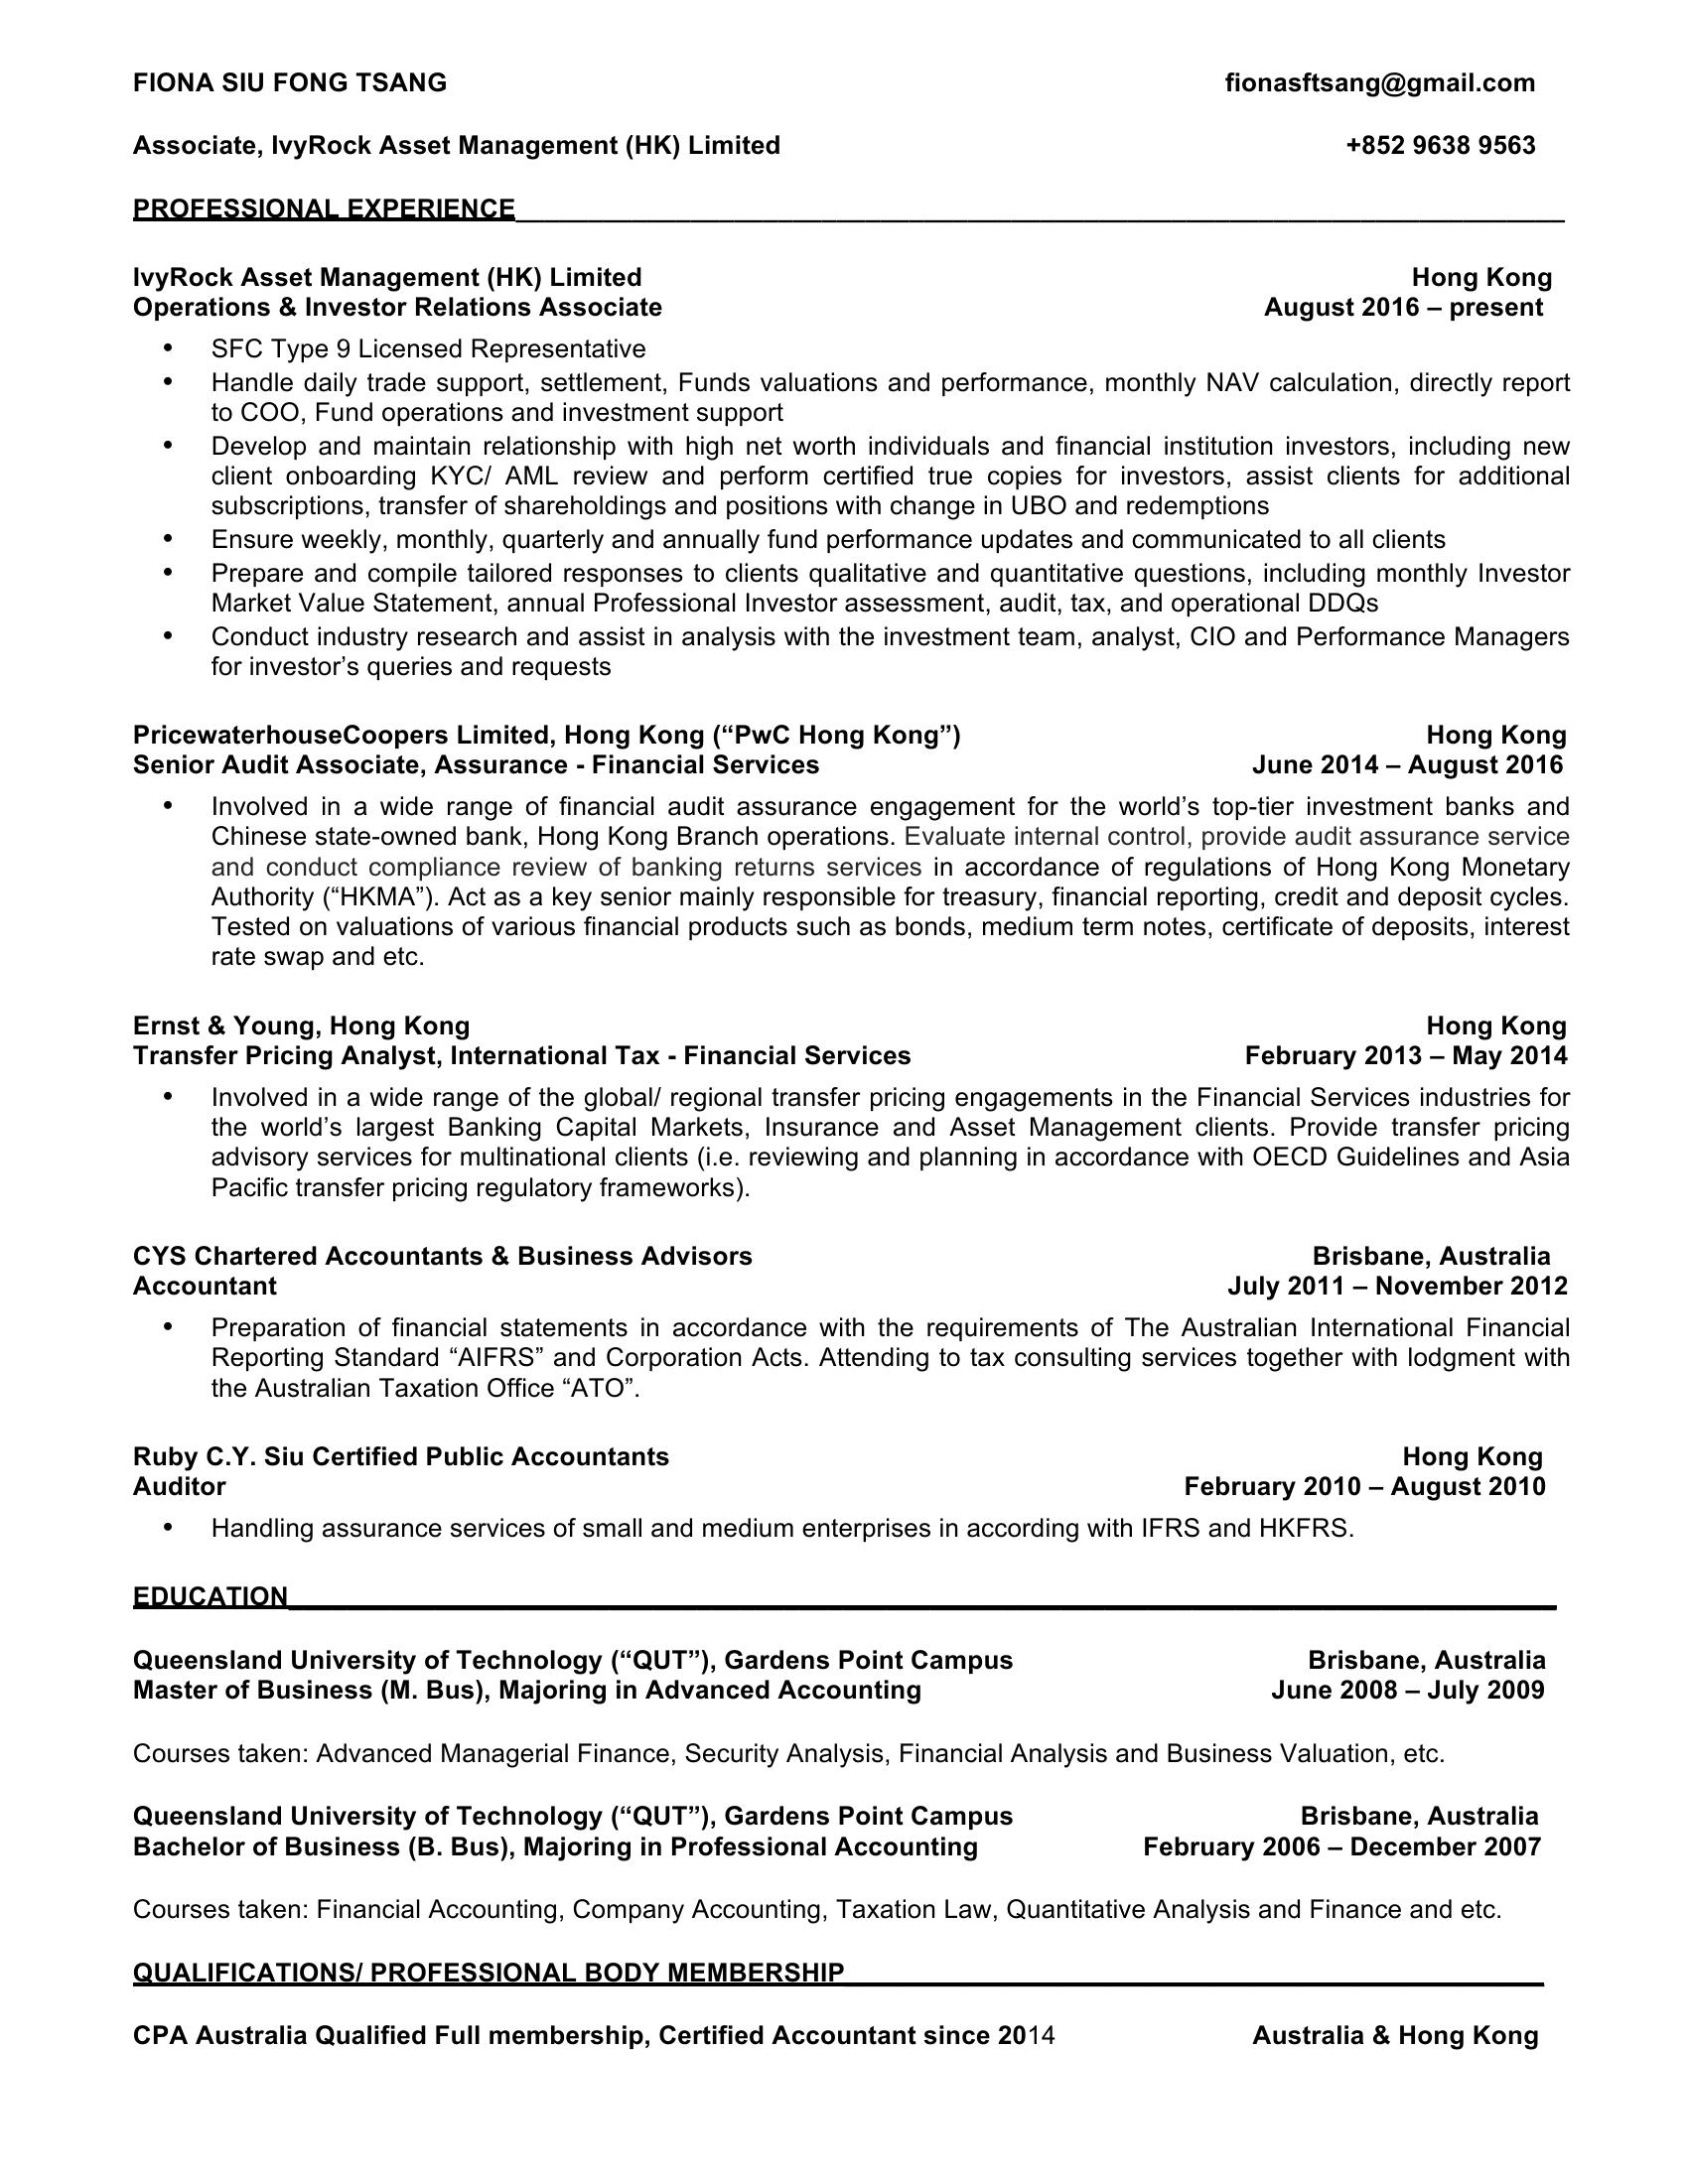 FIONA SIU FONG TSANG fionasftsang@gmail.com
Associate, IvyRock Asset Management (HK) Limited +852 9638 9563
PROFESSIONAL EXPERIENCE
IvyRock Asset Management (HK) Limited Hong Kong
Operations & Investor Relations Associate August 2016 – present
• SFC Type 9 Licensed Representative
• Handle daily trade support, settlement, Funds valuations and performance, monthly NAV calculation, directly report
to COO, Fund operations and investment support
• Develop and maintain relationship with high net worth individuals and financial institution investors, including new
client onboarding KYC/ AML review and perform certified true copies for investors, assist clients for additional
subscriptions, transfer of shareholdings and positions with change in UBO and redemptions
• Ensure weekly, monthly, quarterly and annually fund performance updates and communicated to all clients
• Prepare and compile tailored responses to clients qualitative and quantitative questions, including monthly Investor
Market Value Statement, annual Professional Investor assessment, audit, tax, and operational DDQs
• Conduct industry research and assist in analysis with the investment team, analyst, CIO and Performance Managers
for investor’s queries and requests
PricewaterhouseCoopers Limited, Hong Kong (“PwC Hong Kong”) Hong Kong
Senior Audit Associate, Assurance - Financial Services June 2014 – August 2016
• Involved in a wide range of financial audit assurance engagement for the world’s top-tier investment banks and
Chinese state-owned bank, Hong Kong Branch operations. Evaluate internal control, provide audit assurance service
and conduct compliance review of banking returns services in accordance of regulations of Hong Kong Monetary
Authority (“HKMA”). Act as a key senior mainly responsible for treasury, financial reporting, credit and deposit cycles.
Tested on valuations of various financial products such as bonds, medium term notes, certificate of deposits, interest
rate swap and etc.
Ernst & Young, Hong Kong Hong Kong
Transfer Pricing Analyst, International Tax - Financial Services February 2013 – May 2014
• Involved in a wide range of the global/ regional transfer pricing engagements in the Financial Services industries for
the world’s largest Banking Capital Markets, Insurance and Asset Management clients. Provide transfer pricing
advisory services for multinational clients (i.e. reviewing and planning in accordance with OECD Guidelines and Asia
Pacific transfer pricing regulatory frameworks).
CYS Chartered Accountants & Business Advisors Brisbane, Australia
Accountant July 2011 – November 2012
• Preparation of financial statements in accordance with the requirements of The Australian International Financial
Reporting Standard “AIFRS” and Corporation Acts. Attending to tax consulting services together with lodgment with
the Australian Taxation Office “ATO”.
Ruby C.Y. Siu Certified Public Accountants Hong Kong
Auditor February 2010 – August 2010
• Handling assurance services of small and medium enterprises in according with IFRS and HKFRS.
EDUCATION
Queensland University of Technology (“QUT”), Gardens Point Campus Brisbane, Australia
Master of Business (M. Bus), Majoring in Advanced Accounting June 2008 – July 2009
Courses taken: Advanced Managerial Finance, Security Analysis, Financial Analysis and Business Valuation, etc.
Queensland University of Technology (“QUT”), Gardens Point Campus Brisbane, Australia
Bachelor of Business (B. Bus), Majoring in Professional Accounting February 2006 – December 2007
Courses taken: Financial Accounting, Company Accounting, Taxation Law, Quantitative Analysis and Finance and etc.
QUALIFICATIONS/ PROFESSIONAL BODY MEMBERSHIP
CPA Australia Qualified Full membership, Certified Accountant since 2014 Australia & Hong Kong